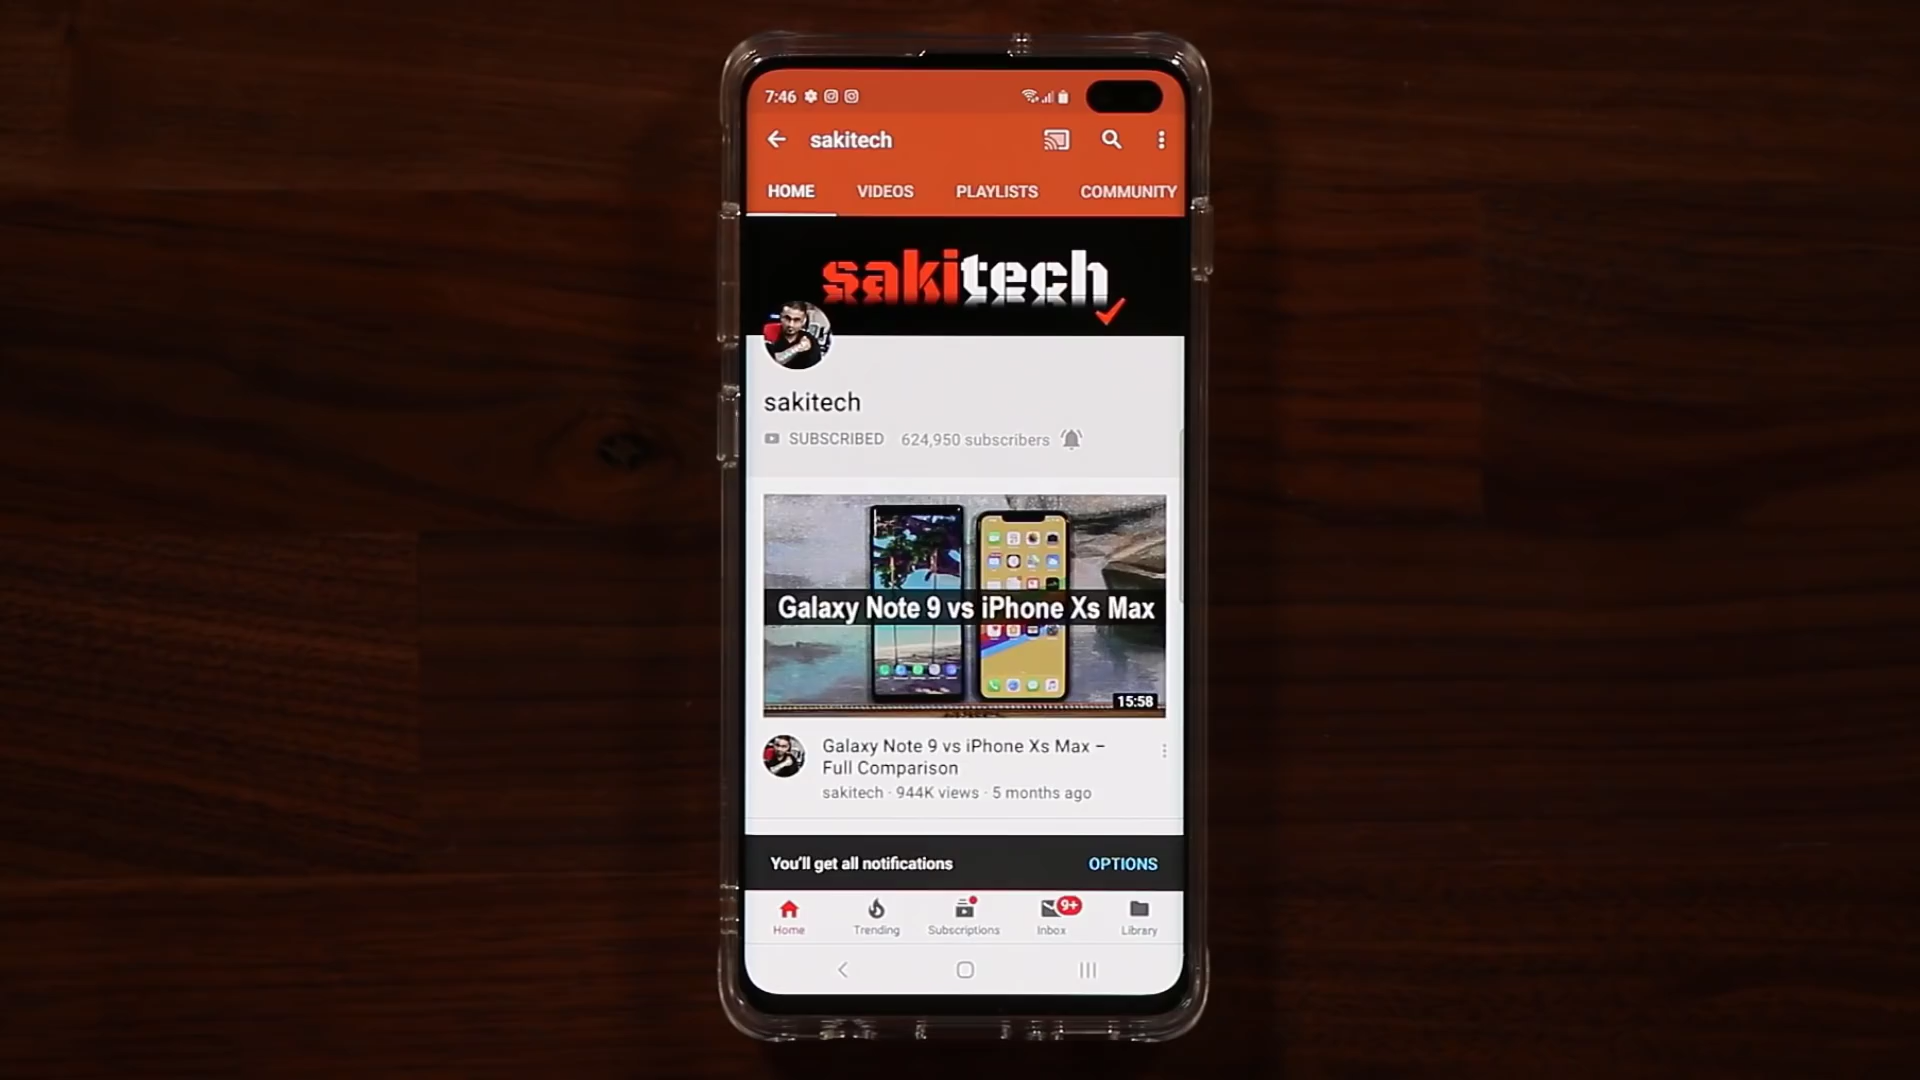 7:46
sakitech
HOME VIDEOS PLAYLISTS COMMUNITY
sakitech
sakitech
SUBSCRIBED 624,950 subscribers
Galaxy Note 9 vs iPhone Xs Max
15:58
Galaxy Note 9 vs iPhone Xs Max –
Full Comparison
sakitech · 944K views · 5 months ago
You'll get all notifications OPTIONS
9+
Home Trending Subscriptions Inbox Library